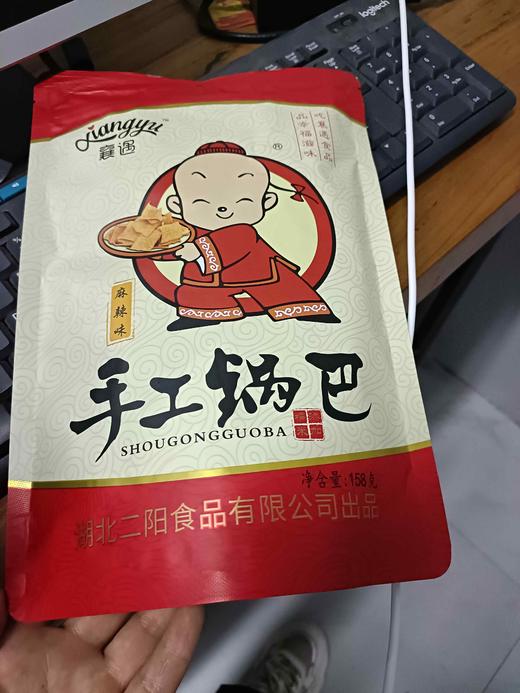 logitech
Xiangyu™
襄遇
®
吃襄遇食品
品幸福滋味
麻辣味
手工锅巴
SHOUGONGGUOBA
净含量:158克
湖北二阳食品有限公司出品